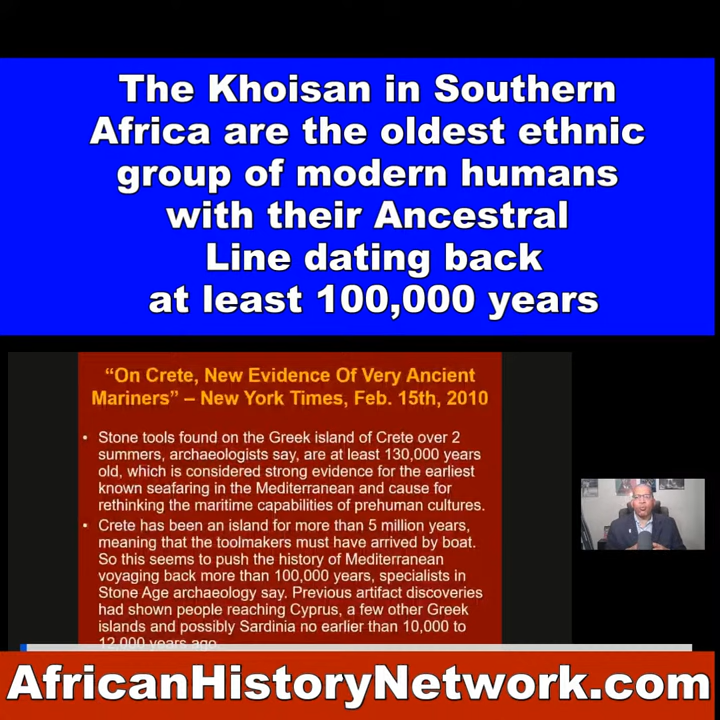 The Khoisan in Southern
Africa are the oldest ethnic
group of modern humans
with their Ancestral
Line dating back
at least 100,000 years
“On Crete, New Evidence Of Very Ancient
Mariners” – New York Times, Feb. 15th, 2010
• Stone tools found on the Greek island of Crete over 2
summers, archaeologists say, are at least 130,000 years
old, which is considered strong evidence for the earliest
known seafaring in the Mediterranean and cause for
rethinking the maritime capabilities of prehuman cultures.
• Crete has been an island for more than 5 million years,
meaning that the toolmakers must have arrived by boat.
So this seems to push the history of Mediterranean
voyaging back more than 100,000 years, specialists in
Stone Age archaeology say. Previous artifact discoveries
had shown people reaching Cyprus, a few other Greek
islands and possibly Sardinia no earlier than 10,000 to
12,000 years ago.
AfricanHistoryNetwork.com